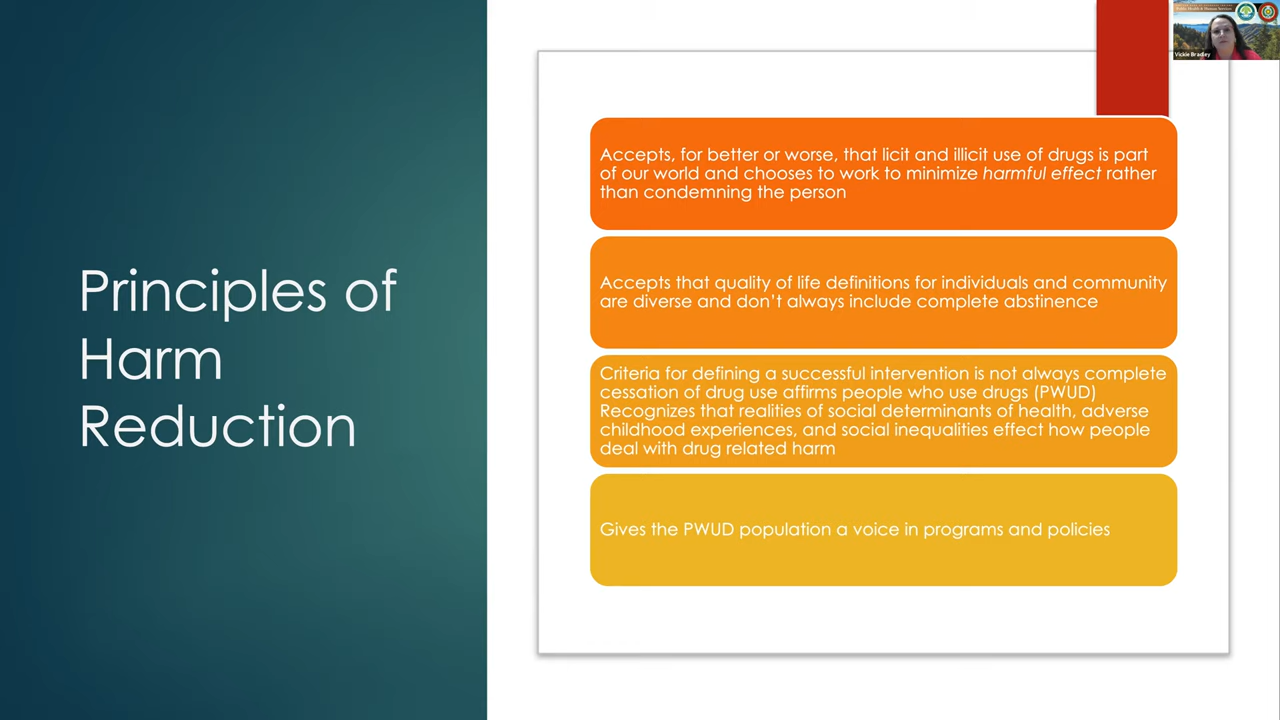 Principles of
Harm
Reduction
Accepts, for better or worse, that licit and illicit use of drugs is part
of our world and chooses to work to minimize harmful effect rather
than condemning the person
Accepts that quality of life definitions for individuals and community
are diverse and don't always include complete abstinence
Criteria for defining a successful intervention is not always complete
cessation of drug use affirms people who use drugs (PWUD)
Recognizes that realities of social determinants of health, adverse
childhood experiences, and social inequalities effect how people
deal with drug related harm
Gives the PWUD population a voice in programs and policies
Vickie Bradley